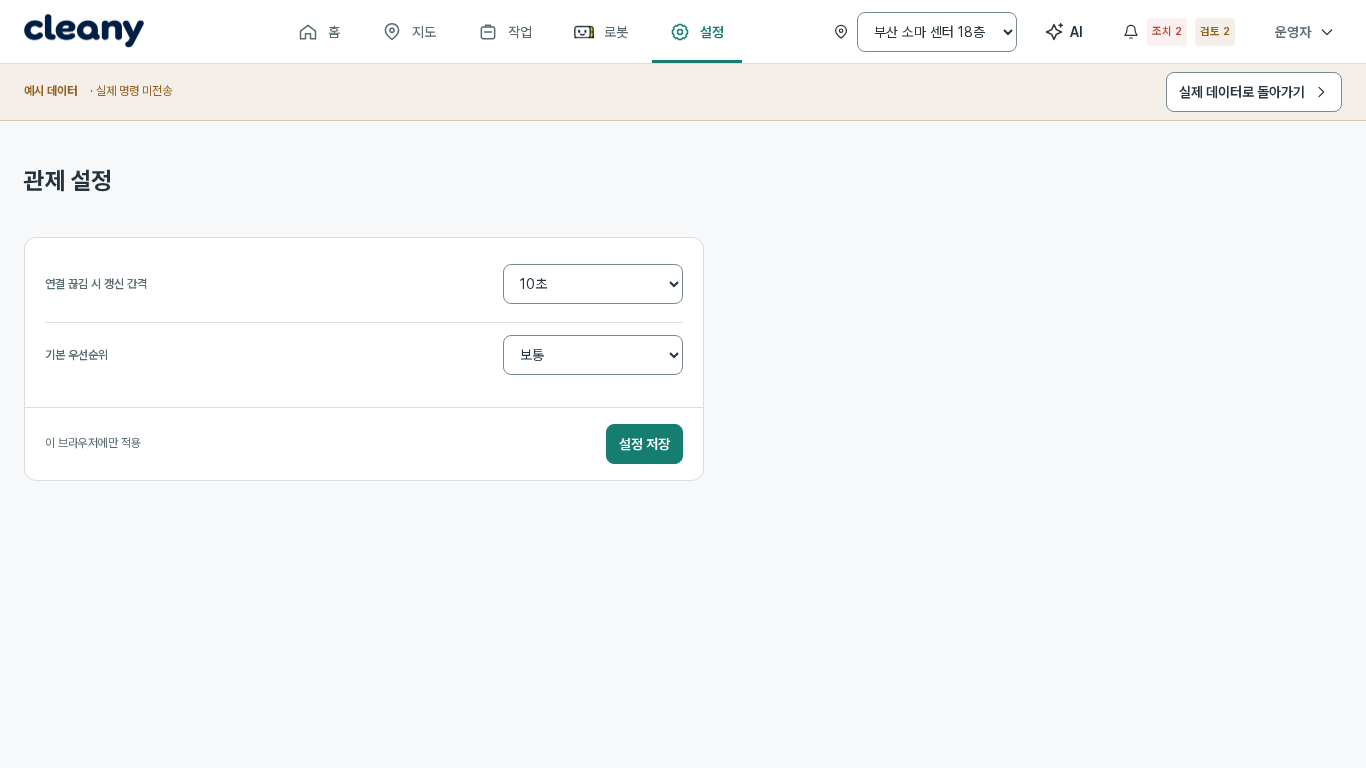 cleany
홈
지도
작업
로봇
설정
부산 소마 센터 18층
AI
조치 2
검토 2
운영자
예시 데이터 · 실제 명령 미전송
실제 데이터로 돌아가기
관제 설정
연결 끊김 시 갱신 간격
10초
기본 우선순위
보통
이 브라우저에만 적용
설정 저장